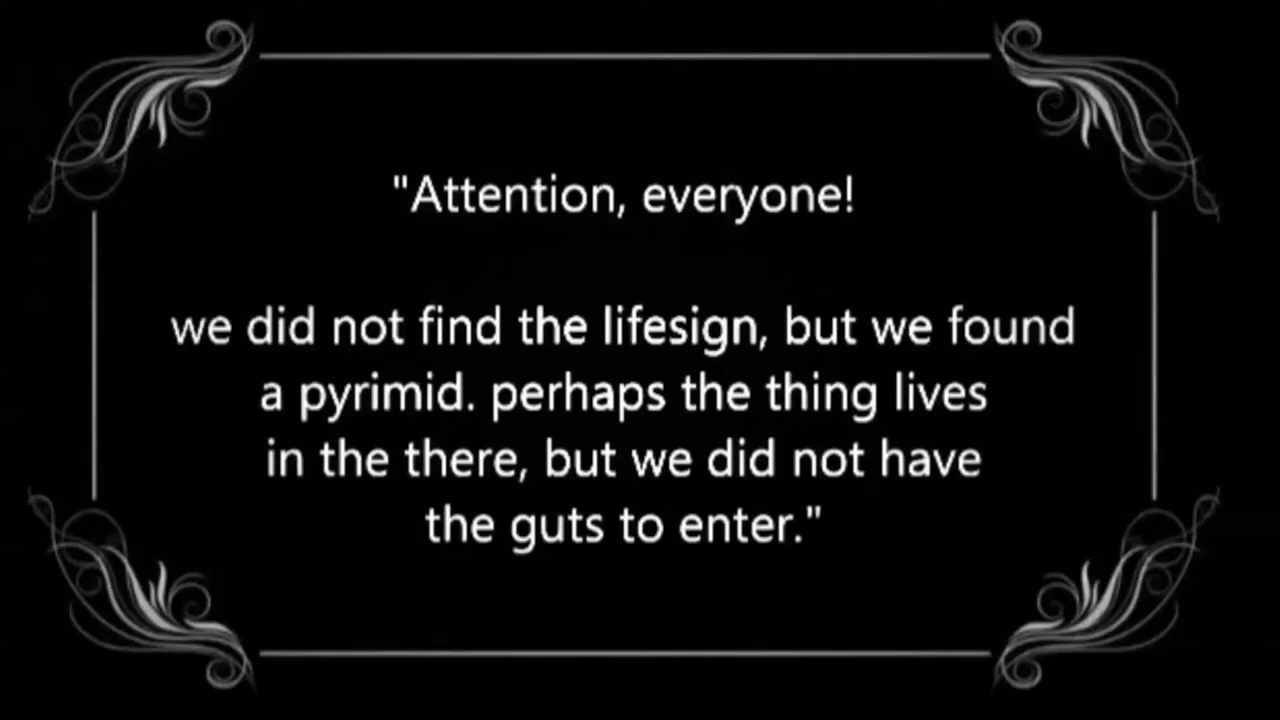 "Attention, everyone!
we did not find the lifesign, but we found
a pyrimid. perhaps the thing lives
in the there, but we did not have
the guts to enter."